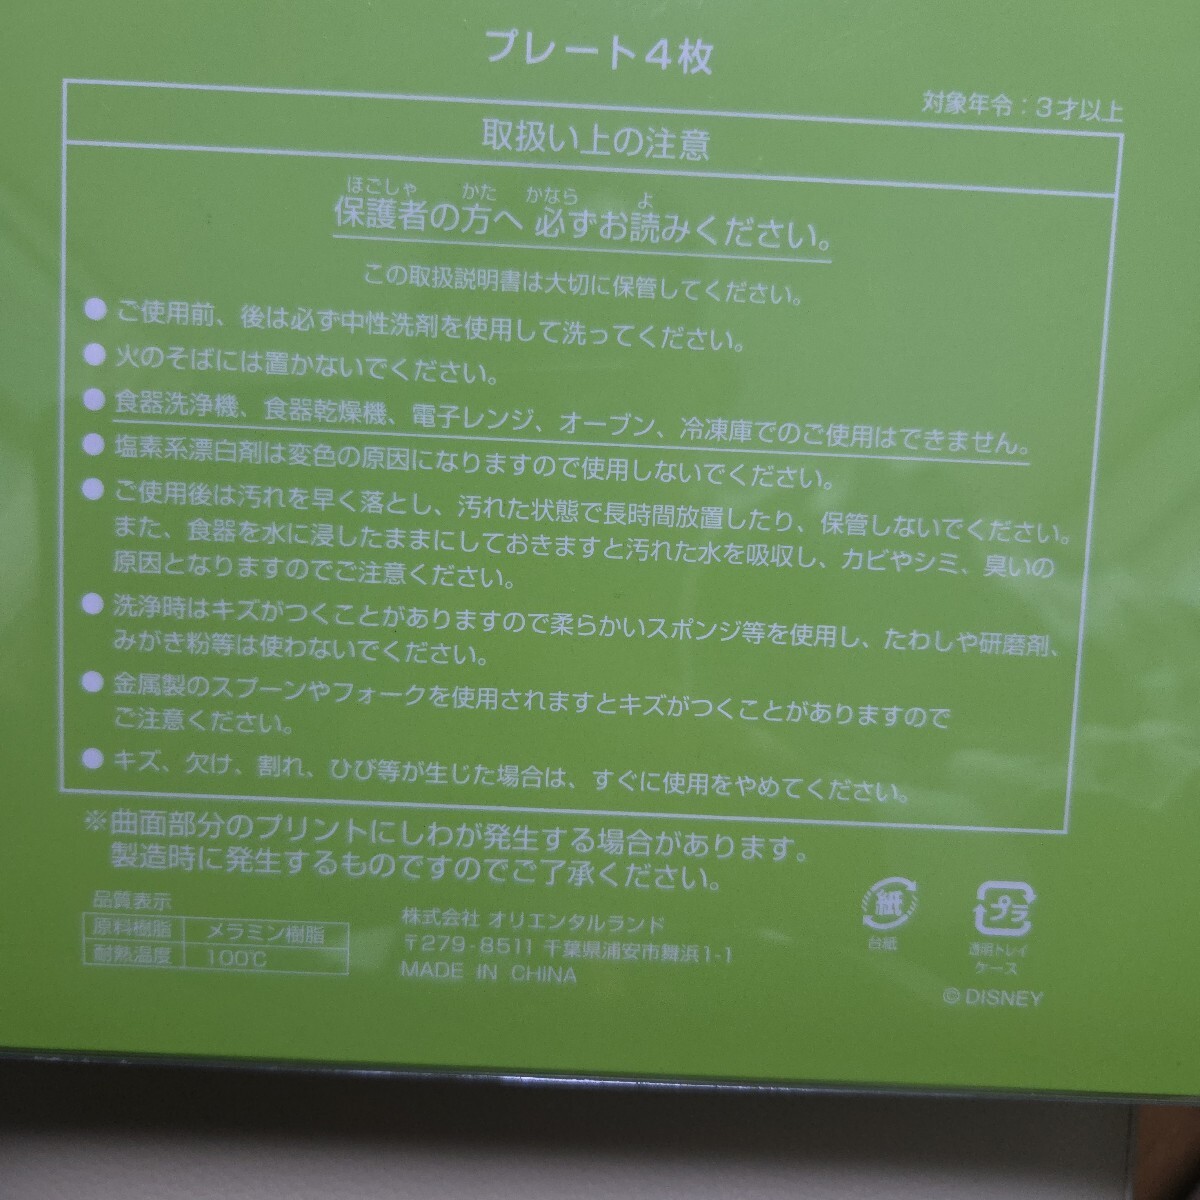 プレート4枚
対象年令：3才以上
取扱い上の注意
ほごしゃ かた かなら よ
保護者の方へ 必ずお読みください。
この取扱説明書は大切に保管してください。
●ご使用前、後は必ず中性洗剤を使用して洗ってください。
●火のそばには置かないでください。
●食器洗浄機、食器乾燥機、電子レンジ、オーブン、冷凍庫でのご使用はできません。
●塩素系漂白剤は変色の原因になりますので使用しないでください。
●ご使用後は汚れを早く落とし、汚れた状態で長時間放置したり、保管しないでください。
また、食器を水に浸したままにしておきますと汚れた水を吸収し、カビやシミ、臭いの
原因となりますのでご注意ください。
●洗浄時はキズがつくことがありますので柔らかいスポンジ等を使用し、たわしや研磨剤、
みがき粉等は使わないでください。
●金属製のスプーンやフォークを使用されますとキズがつくことがありますので
ご注意ください。
●キズ、欠け、割れ、ひび等が生じた場合は、すぐに使用をやめてください。
※曲面部分のプリントにしわが発生する場合があります。
製造時に発生するものですのでご了承ください。
品質表示
原料樹脂 メラミン樹脂
耐熱温度 100℃
株式会社 オリエンタルランド
〒279-8511 千葉県浦安市舞浜1-1
MADE IN CHINA
紙
台紙
プラ
透明トレイ
ケース
© DISNEY